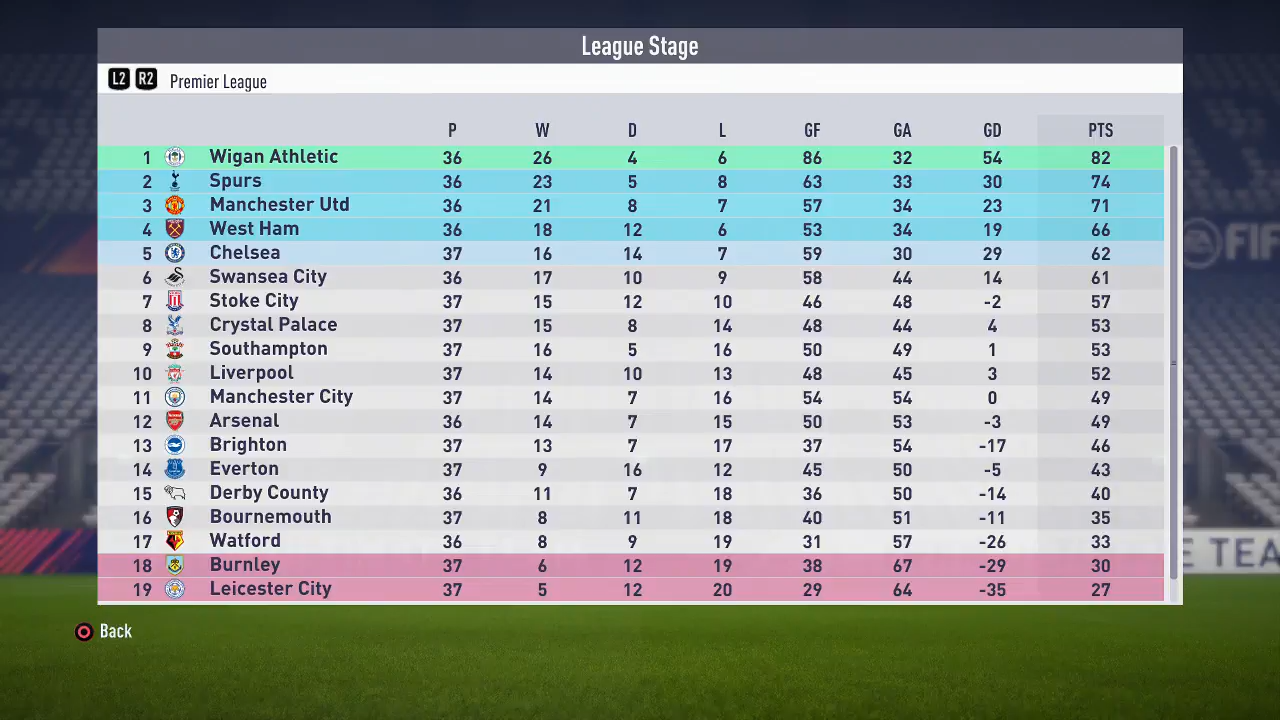 League Stage
L2 R2 Premier League
P W D L GF GA GD PTS
1 Wigan Athletic 36 26 4 6 86 32 54 82
2 Spurs 36 23 5 8 63 33 30 74
3 Manchester Utd 36 21 8 7 57 34 23 71
4 West Ham 36 18 12 6 53 34 19 66
5 Chelsea 37 16 14 7 59 30 29 62
6 Swansea City 36 17 10 9 58 44 14 61
7 Stoke City 37 15 12 10 46 48 -2 57
8 Crystal Palace 37 15 8 14 48 44 4 53
9 Southampton 37 16 5 16 50 49 1 53
10 Liverpool 37 14 10 13 48 45 3 52
11 Manchester City 37 14 7 16 54 54 0 49
12 Arsenal 36 14 7 15 50 53 -3 49
13 Brighton 37 13 7 17 37 54 -17 46
14 Everton 37 9 16 12 45 50 -5 43
15 Derby County 36 11 7 18 36 50 -14 40
16 Bournemouth 37 8 11 18 40 51 -11 35
17 Watford 36 8 9 19 31 57 -26 33
18 Burnley 37 6 12 19 38 67 -29 30
19 Leicester City 37 5 12 20 29 64 -35 27
EA FIF
E TEA
Back